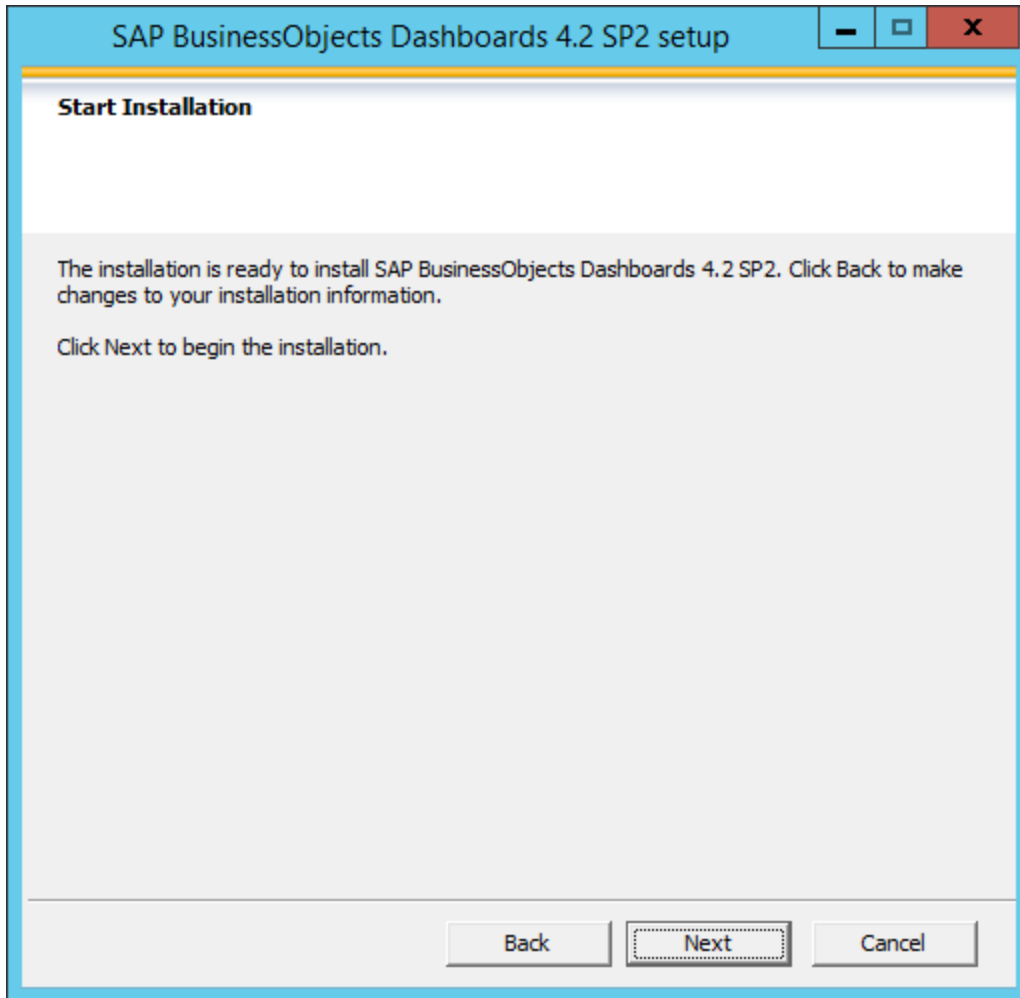 SAP BusinessObjects Dashboards 4.2 SP2 setup
Start Installation
The installation is ready to install SAP BusinessObjects Dashboards 4.2 SP2. Click Back to make
changes to your installation information.
Click Next to begin the installation.
Back Next Cancel